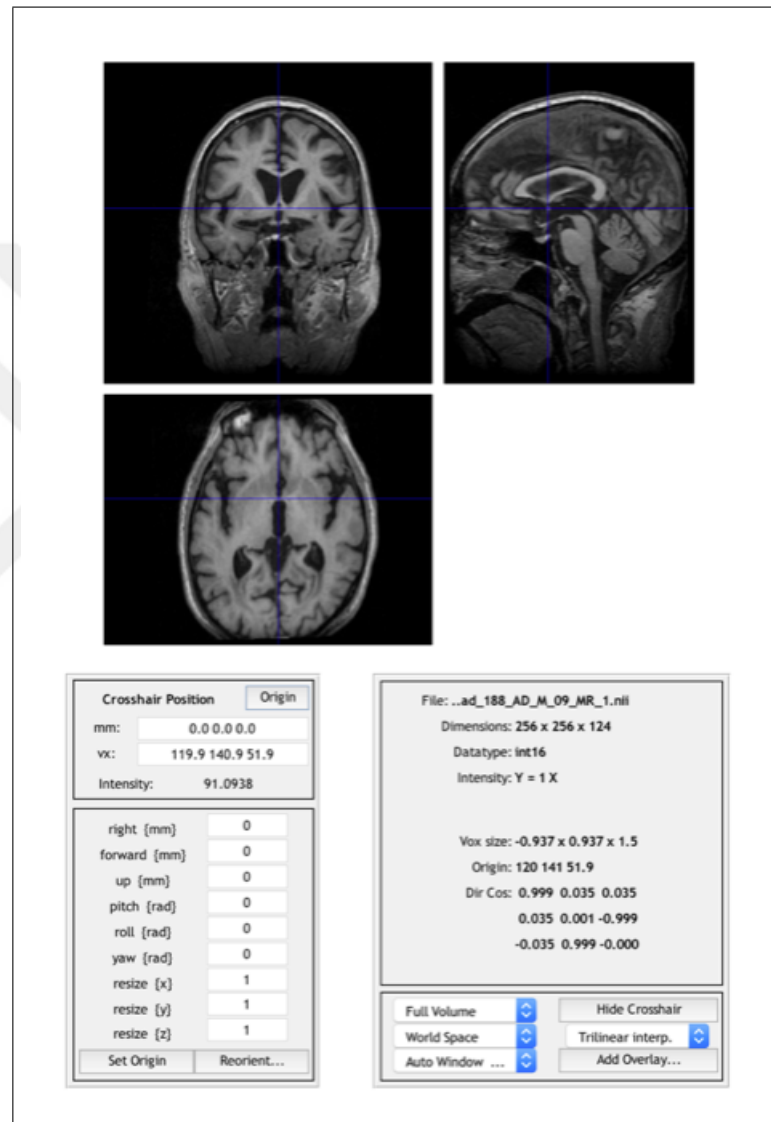 Crosshair Position Origin
mm: 0.0 0.0 0.0
vx: 119.9 140.9 51.9
Intensity: 91.0938
right {mm} 0
forward {mm} 0
up {mm} 0
pitch {rad} 0
roll {rad} 0
yaw {rad} 0
resize {x} 1
resize {y} 1
resize {z} 1
Set Origin Reorient...
File: ..ad_188_AD_M_09_MR_1.nii
Dimensions: 256 x 256 x 124
Datatype: int16
Intensity: Y = 1 X
Vox size: -0.937 x 0.937 x 1.5
Origin: 120 141 51.9
Dir Cos: 0.999 0.035 0.035
0.035 0.001 -0.999
-0.035 0.999 -0.000
Full Volume Hide Crosshair
World Space Trilinear interp.
Auto Window ... Add Overlay...